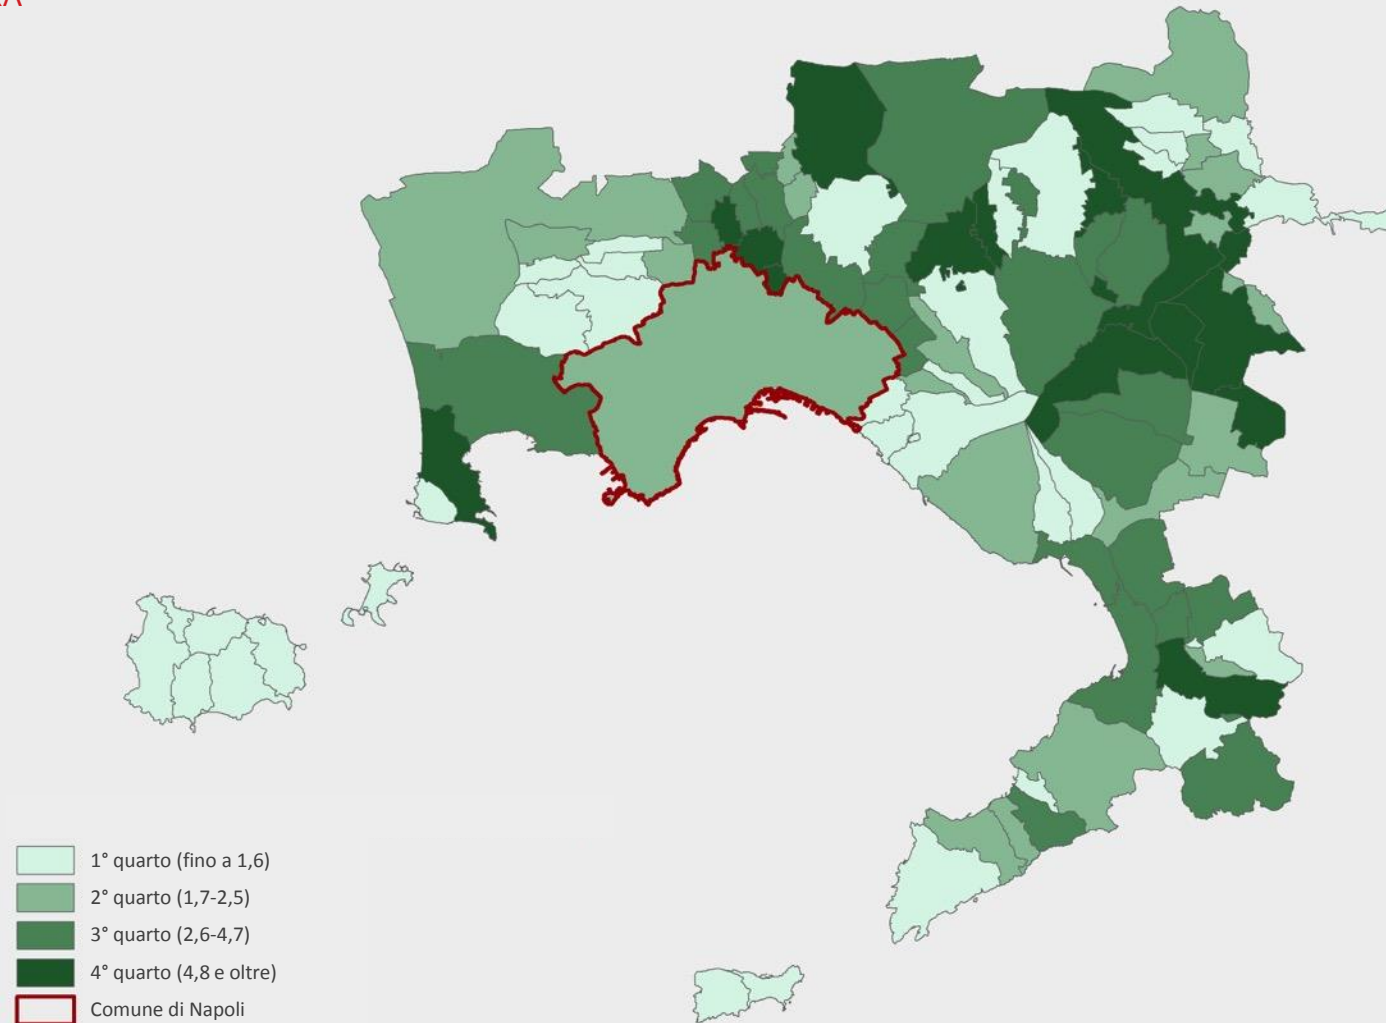 1° quarto (fino a 1,6)
2° quarto (1,7-2,5)
3° quarto (2,6-4,7)
4° quarto (4,8 e oltre)
Comune di Napoli